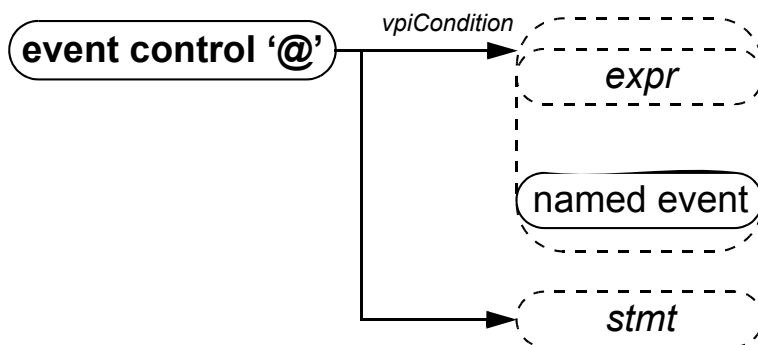 vpiCondition
event control ‘@’
expr
named event
stmt